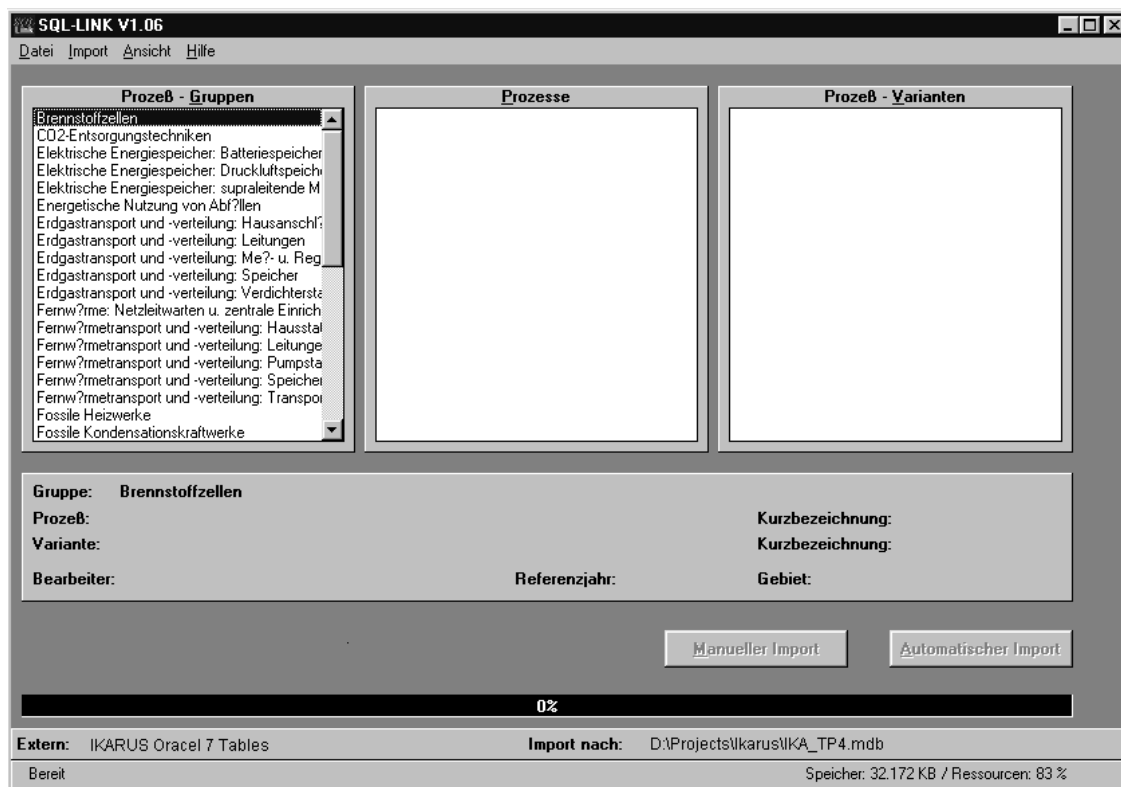 SQL-LINK V1.06
Datei Import Ansicht Hilfe
Prozeß - Gruppen
Brennstoffzellen
CO2-Entsorgungstechniken
Elektrische Energiespeicher: Batteriespeicher
Elektrische Energiespeicher: Druckluftspeiche
Elektrische Energiespeicher: supraleitende M
Energetische Nutzung von Abf?llen
Erdgastransport und -verteilung: Hausanschl?
Erdgastransport und -verteilung: Leitungen
Erdgastransport und -verteilung: Me?- u. Reg
Erdgastransport und -verteilung: Speicher
Erdgastransport und -verteilung: Verdichtersta
Fernw?rme: Netzleitwarten u. zentrale Einrich
Fernw?rmetransport und -verteilung: Haussta
Fernw?rmetransport und -verteilung: Leitunge
Fernw?rmetransport und -verteilung: Pumpsta
Fernw?rmetransport und -verteilung: Speicher
Fernw?rmetransport und -verteilung: Transpor
Fossile Heizwerke
Fossile Kondensationskraftwerke
Prozesse
Prozeß - Varianten
Gruppe: Brennstoffzellen
Prozeß: Kurzbezeichnung:
Variante: Kurzbezeichnung:
Bearbeiter: Referenzjahr: Gebiet:
Manueller Import Automatischer Import
0%
Extern: IKARUS Oracel 7 Tables Import nach: D:\Projects\Ikarus\IKA_TP4.mdb
Bereit Speicher: 32.172 KB / Ressourcen: 83 %